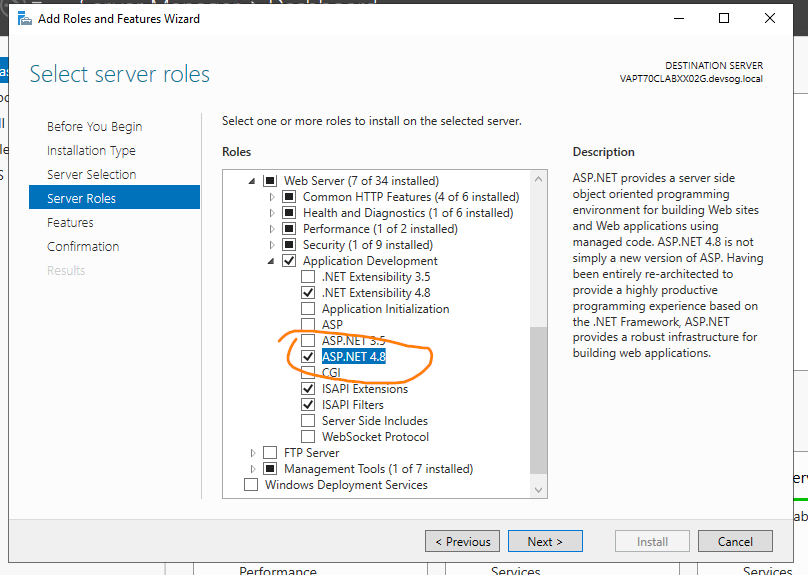 Add Roles and Features Wizard
Select server roles
DESTINATION SERVER
VAPT70CLABXX02G.devsog.local
Before You Begin
Installation Type
Server Selection
Server Roles
Features
Confirmation
Results
Select one or more roles to install on the selected server.
Roles
Web Server (7 of 34 installed)
Common HTTP Features (4 of 6 installed)
Health and Diagnostics (1 of 6 installed)
Performance (1 of 2 installed)
Security (1 of 9 installed)
Application Development
.NET Extensibility 3.5
.NET Extensibility 4.8
Application Initialization
ASP
ASP.NET 3.5
ASP.NET 4.8
CGI
ISAPI Extensions
ISAPI Filters
Server Side Includes
WebSocket Protocol
FTP Server
Management Tools (1 of 7 installed)
Windows Deployment Services
Description
ASP.NET provides a server side
object oriented programming
environment for building Web sites
and Web applications using
managed code. ASP.NET 4.8 is not
simply a new version of ASP. Having
been entirely re-architected to
provide a highly productive
programming experience based on
the .NET Framework, ASP.NET
provides a robust infrastructure for
building web applications.
< Previous
Next >
Install
Cancel
Performance
Services
Services